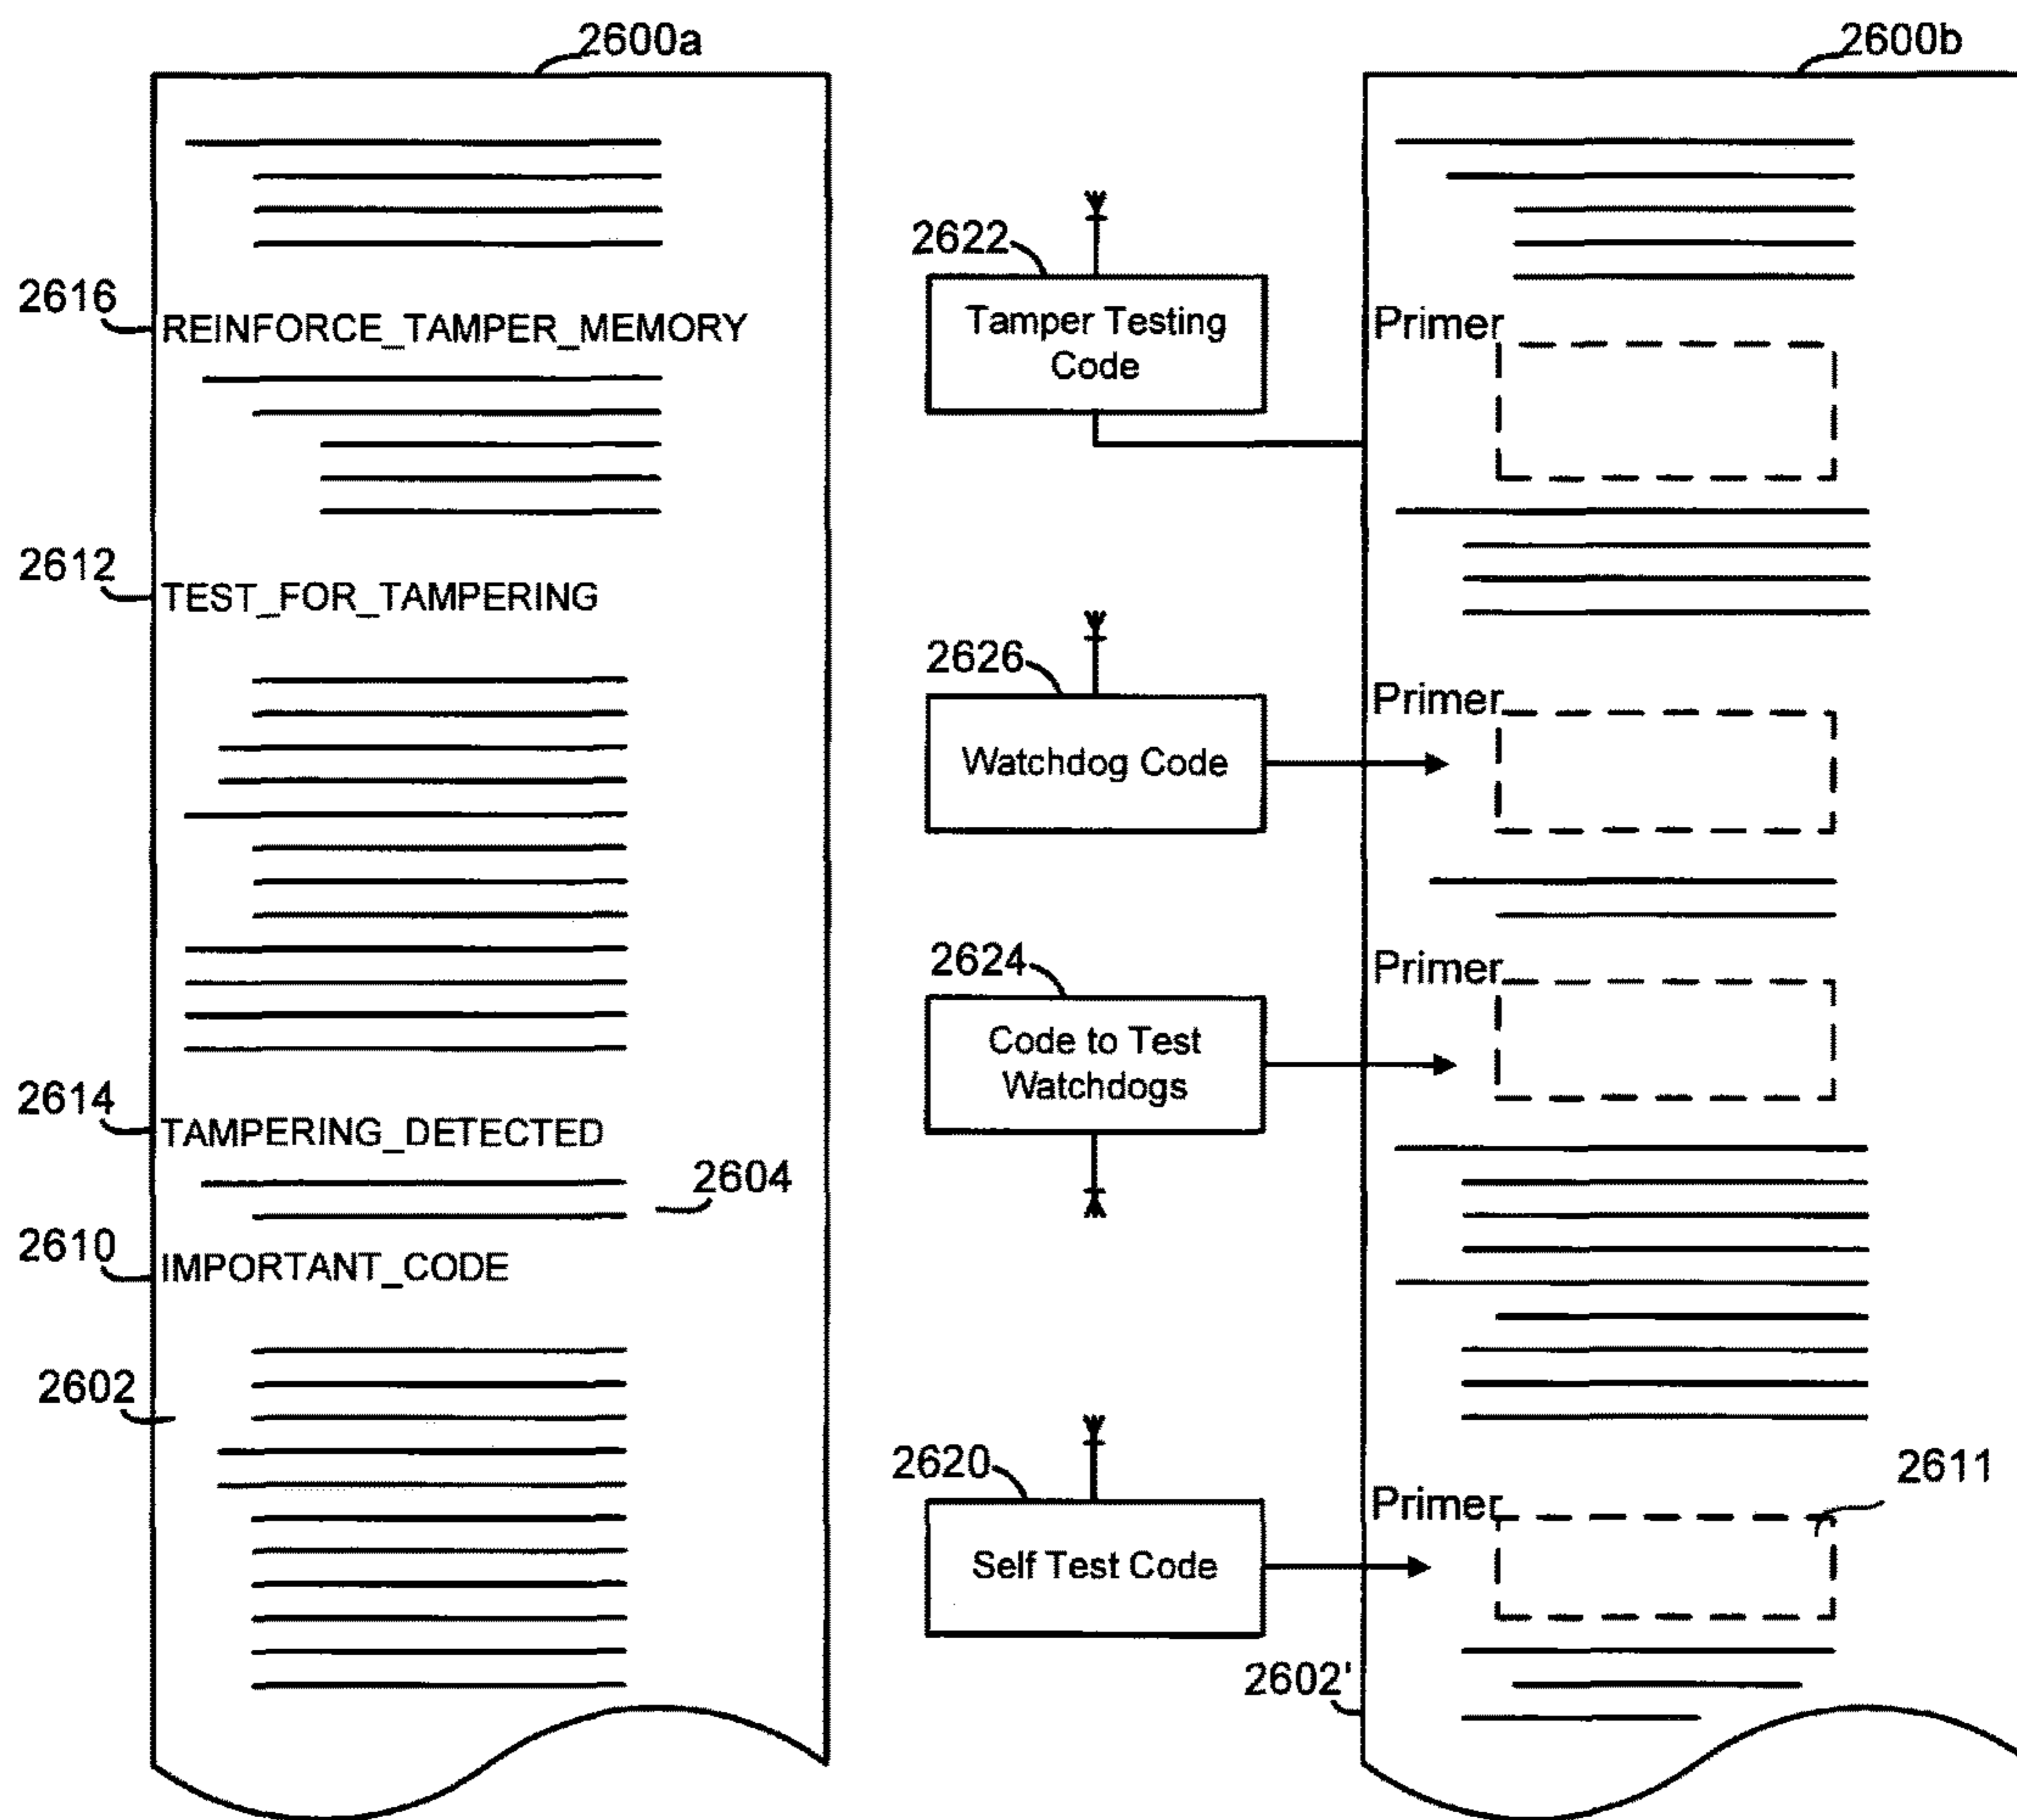 2600a
2600b
2622
Tamper Testing
Code
2616
REINFORCE_TAMPER_MEMORY
Primer
2612
TEST_FOR_TAMPERING
2626
Watchdog Code
Primer
2624
Code to Test
Watchdogs
Primer
2614
TAMPERING_DETECTED
2604
2610
IMPORTANT_CODE
2602
2620
Self Test Code
Primer
2611
2602'